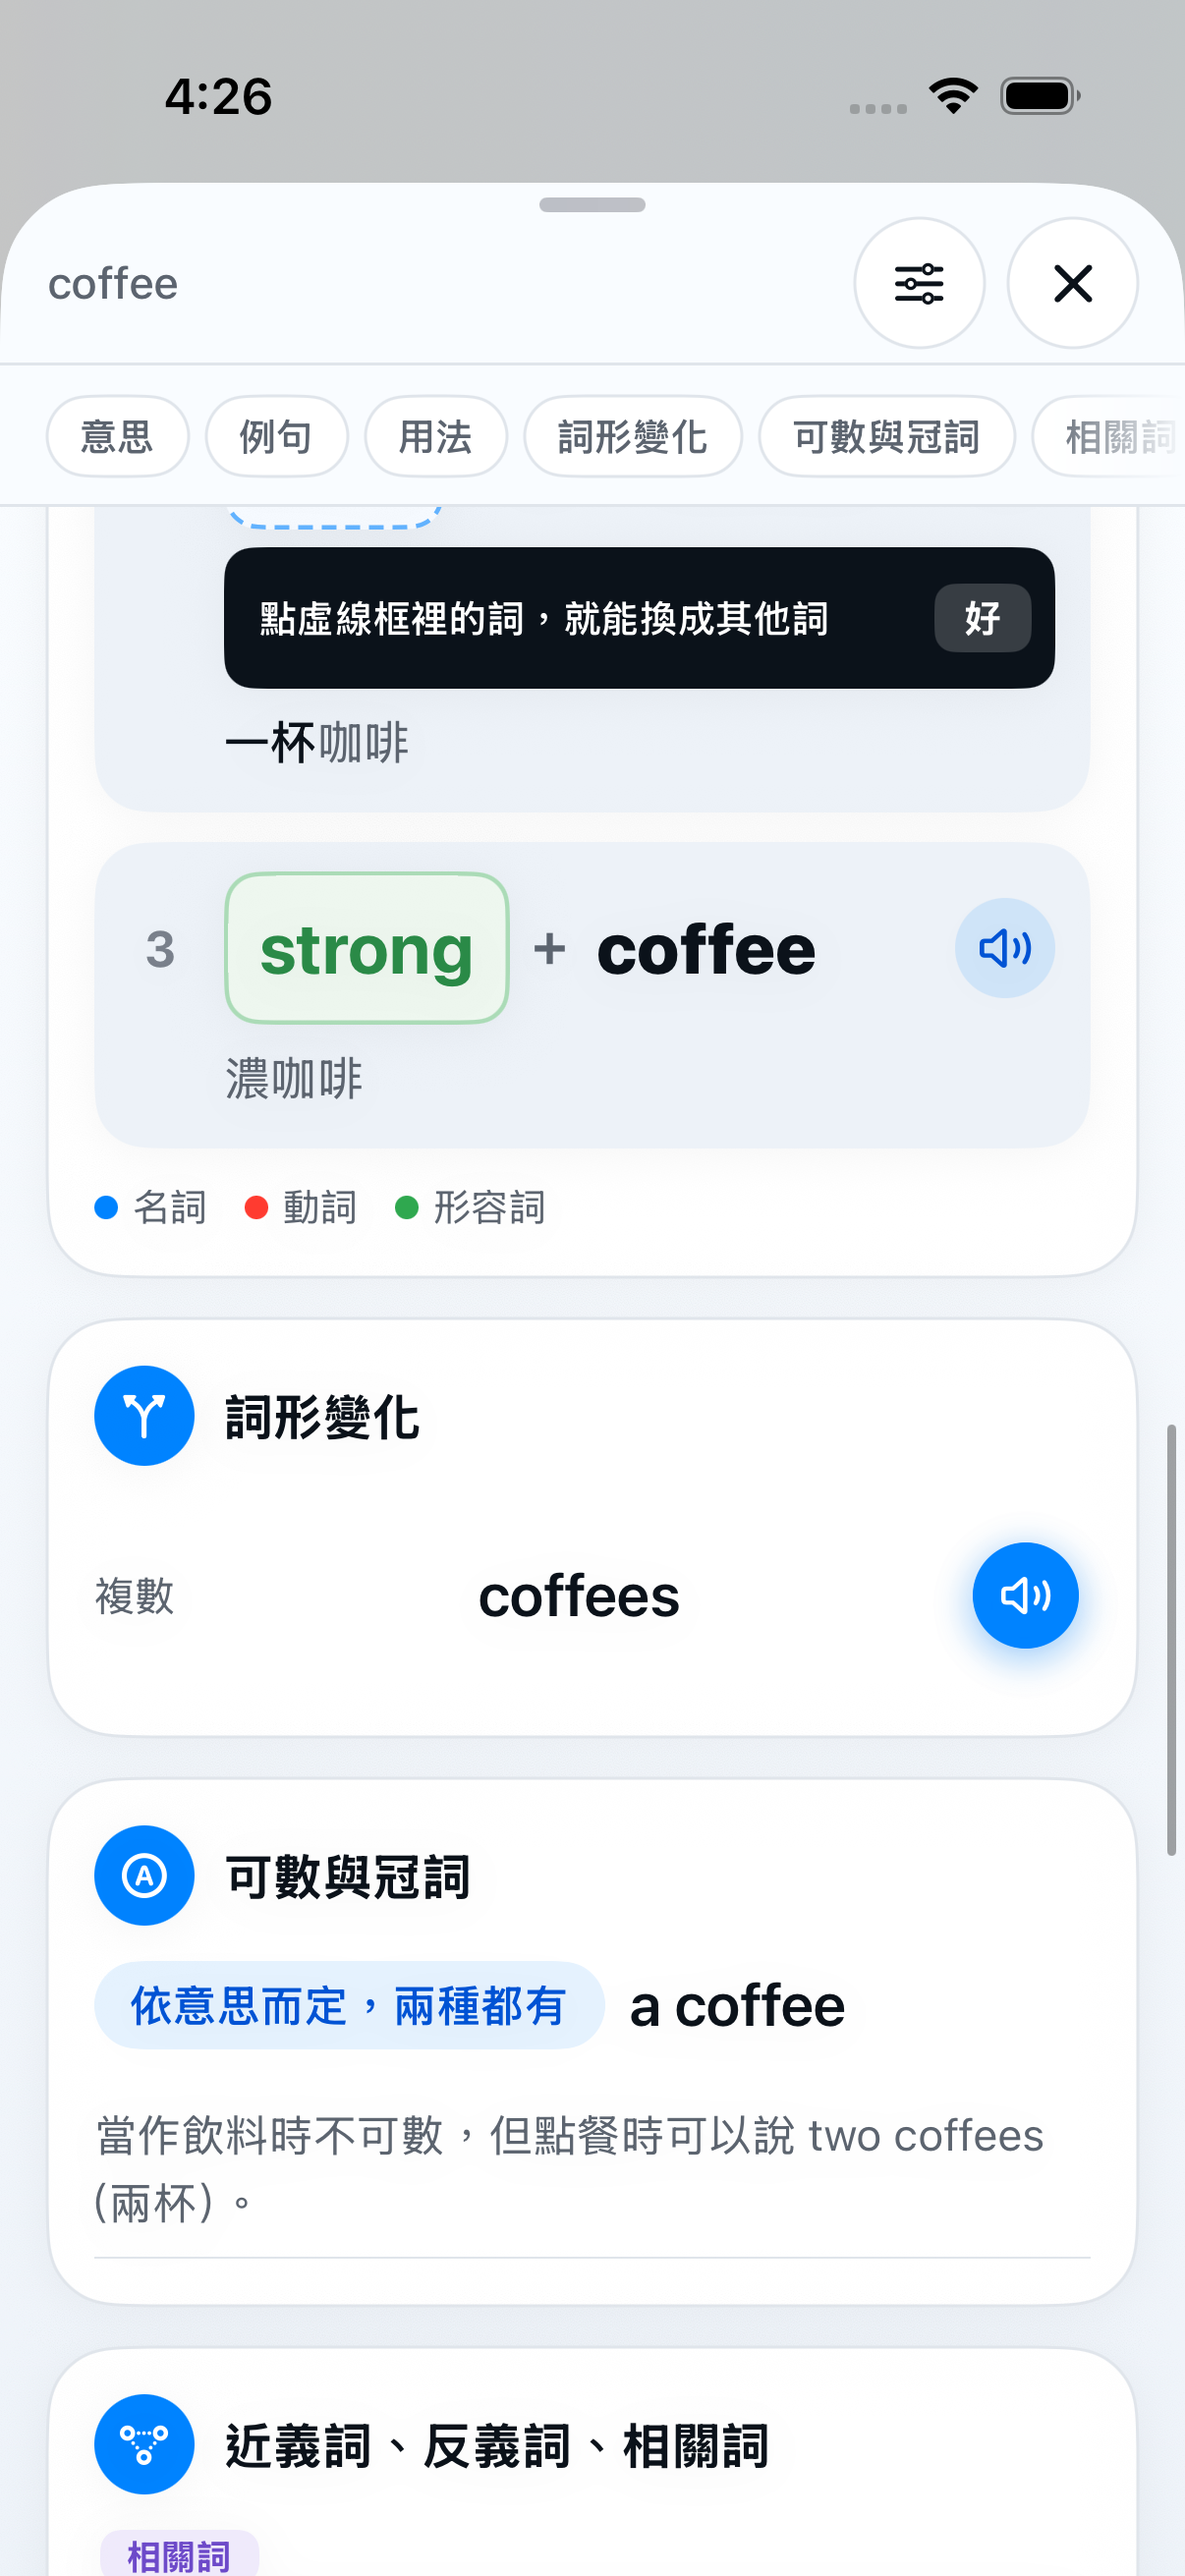 4:26
coffee
意思 例句 用法 詞形變化 可數與冠詞 相關詞
點虛線框裡的詞，就能換成其他詞 好
一杯咖啡
3 strong + coffee
濃咖啡
名詞 動詞 形容詞
詞形變化
複數 coffees
可數與冠詞
依意思而定，兩種都有 a coffee
當作飲料時不可數，但點餐時可以說 two coffees
(兩杯)。
近義詞、反義詞、相關詞
相關詞